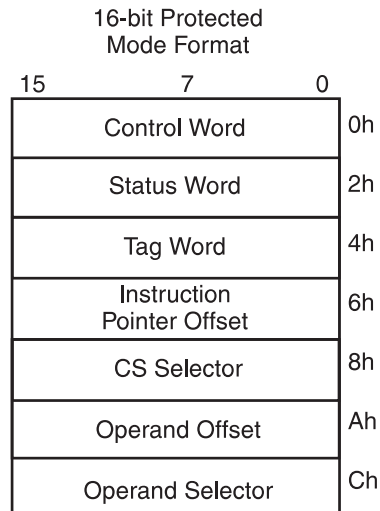 16-bit Protected
Mode Format
15 7 0
Control Word 0h
Status Word 2h
Tag Word 4h
Instruction
Pointer Offset 6h
CS Selector 8h
Operand Offset Ah
Operand Selector Ch